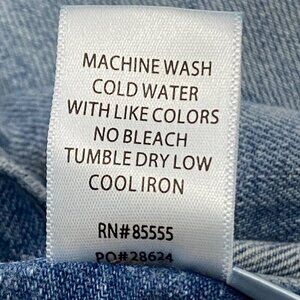 MACHINE WASH
COLD WATER
WITH LIKE COLORS
NO BLEACH
TUMBLE DRY LOW
COOL IRON
RN#85555
PO#28624